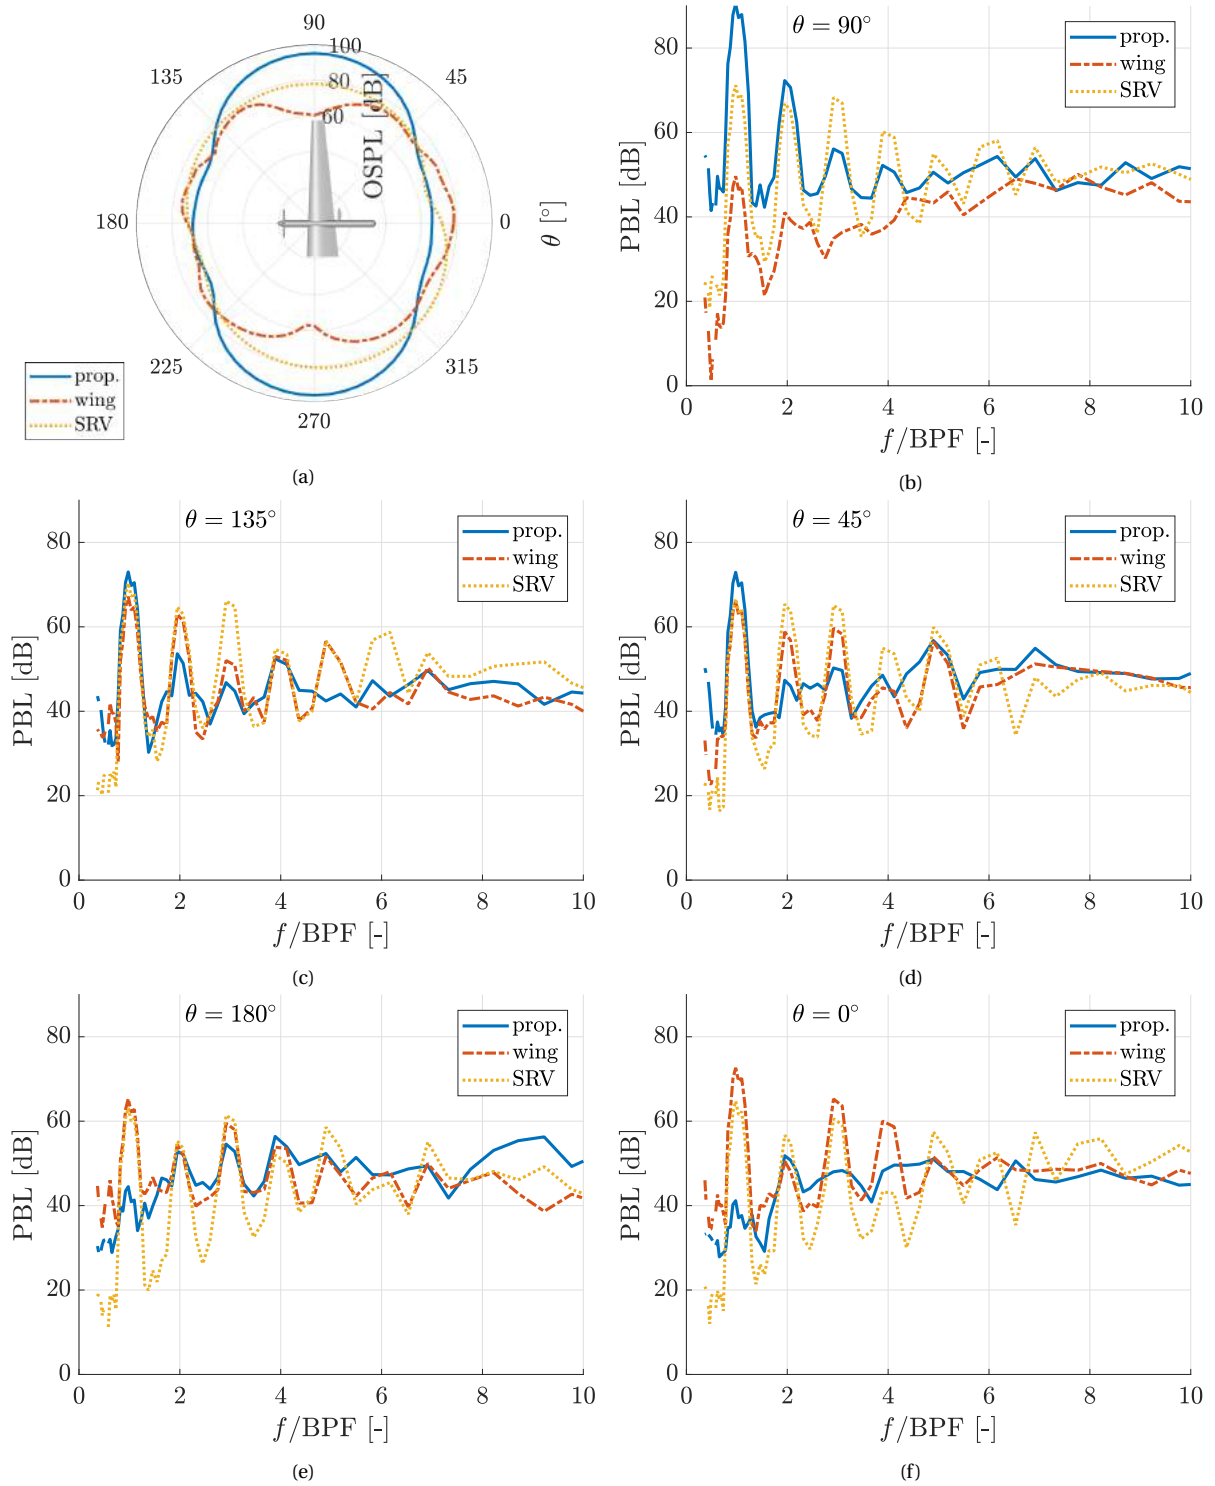 90
135
45
180
0
225
315
270
100
80
60
OSPL [dB]
θ [°]
prop.
wing
SRV
(a)
θ = 90°
prop.
wing
SRV
PBL [dB]
80
60
40
20
0
0 2 4 6 8 10
f/BPF [-]
(b)
θ = 135°
prop.
wing
SRV
PBL [dB]
80
60
40
20
0
0 2 4 6 8 10
f/BPF [-]
(c)
θ = 45°
prop.
wing
SRV
PBL [dB]
80
60
40
20
0
0 2 4 6 8 10
f/BPF [-]
(d)
θ = 180°
prop.
wing
SRV
PBL [dB]
80
60
40
20
0
0 2 4 6 8 10
f/BPF [-]
(e)
θ = 0°
prop.
wing
SRV
PBL [dB]
80
60
40
20
0
0 2 4 6 8 10
f/BPF [-]
(f)